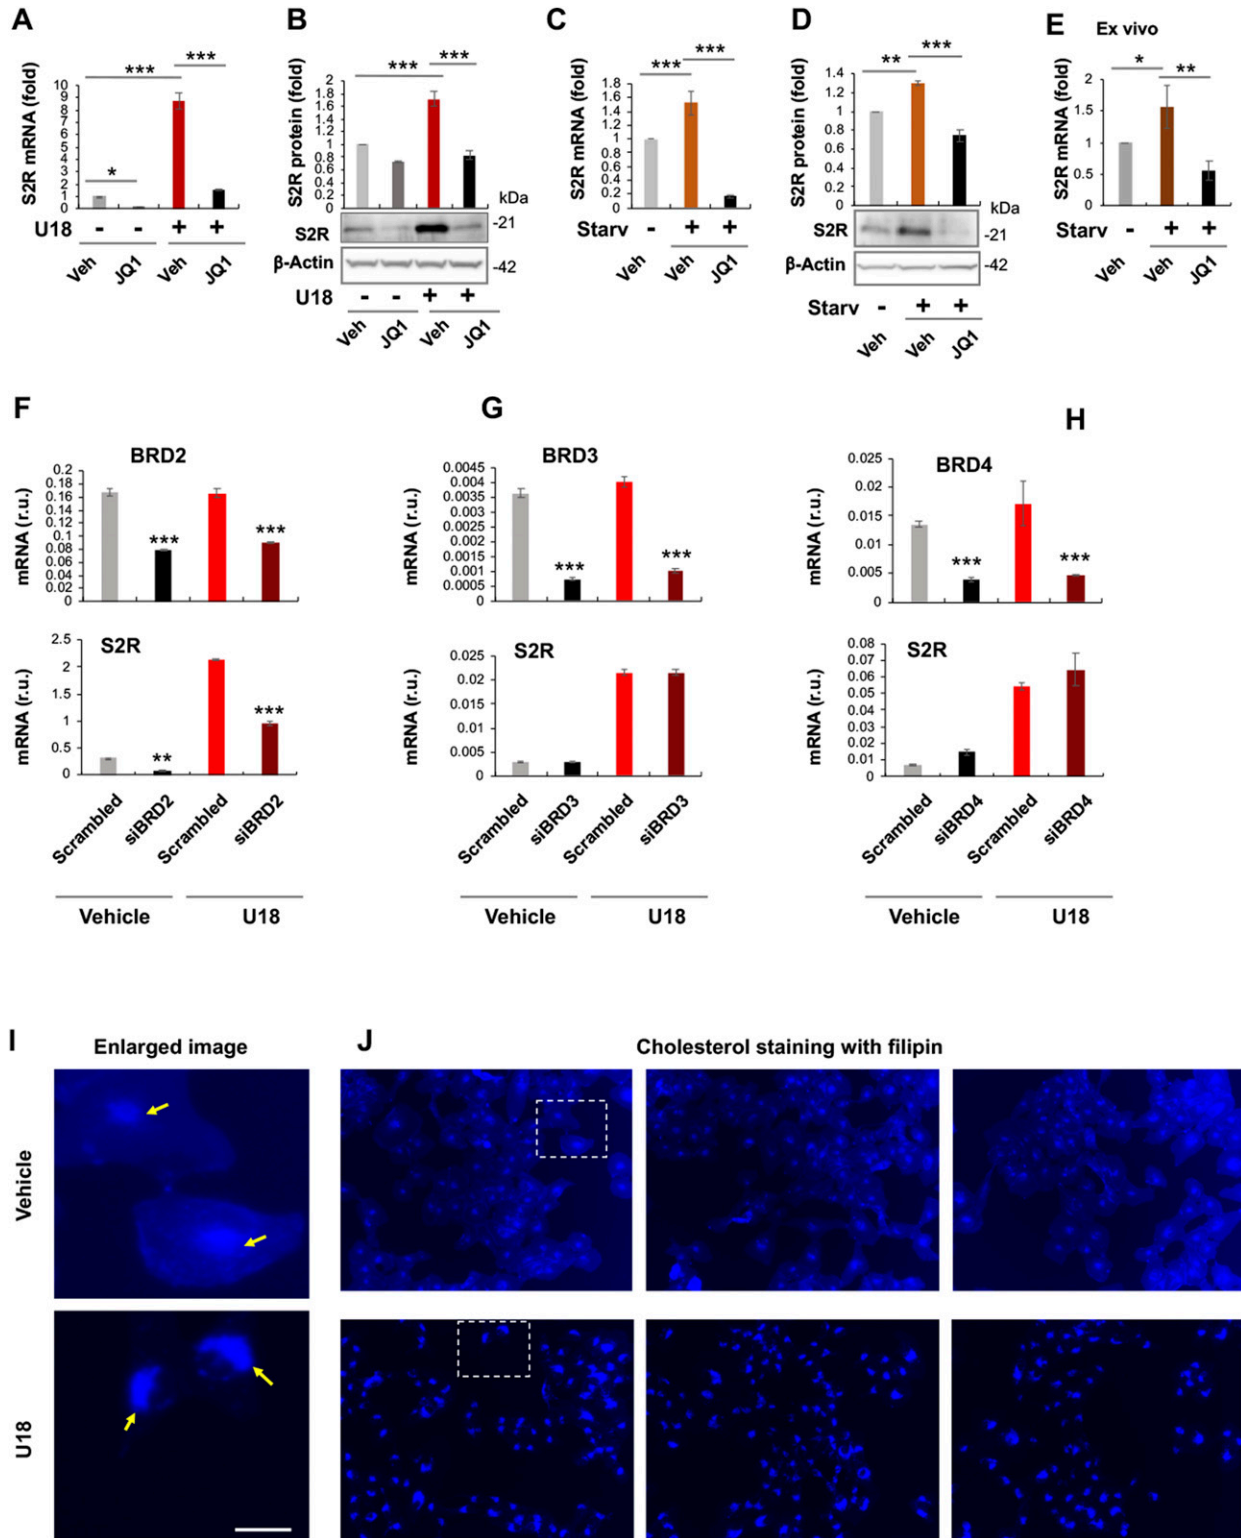 A
S2R mRNA (fold)
10
9
8
7
6
5
4
3
2
1
0
***
***
*
U18
- - + +
Veh JQ1 Veh JQ1
B
S2R protein (fold)
2
1.8
1.6
1.4
1.2
1
0.8
0.6
0.4
0.2
0
***
***
kDa
S2R
-21
β-Actin
-42
U18
- - + +
Veh JQ1 Veh JQ1
C
S2R mRNA (fold)
1.8
1.6
1.4
1.2
1
0.8
0.6
0.4
0.2
0
***
***
Starv
- + +
Veh Veh JQ1
D
S2R protein (fold)
1.4
1.2
1
0.8
0.6
0.4
0.2
0
**
***
kDa
S2R
-21
β-Actin
-42
Starv
- + +
Veh Veh JQ1
E
Ex vivo
S2R mRNA (fold)
2
1.5
1
0.5
0
*
**
Starv
- + +
Veh Veh JQ1
F
BRD2
mRNA (r.u.)
0.2
0.18
0.16
0.14
0.12
0.1
0.08
0.06
0.04
0.02
0
***
***
S2R
mRNA (r.u.)
2.5
2
1.5
1
0.5
0
**
***
Scrambled siBRD2 Scrambled siBRD2
Vehicle U18
G
BRD3
mRNA (r.u.)
0.0045
0.004
0.0035
0.003
0.0025
0.002
0.0015
0.001
0.0005
0
***
***
S2R
mRNA (r.u.)
0.025
0.02
0.015
0.01
0.005
0
Scrambled siBRD3 Scrambled siBRD3
Vehicle U18
H
BRD4
mRNA (r.u.)
0.025
0.02
0.015
0.01
0.005
0
***
***
S2R
mRNA (r.u.)
0.08
0.07
0.06
0.05
0.04
0.03
0.02
0.01
0
Scrambled siBRD4 Scrambled siBRD4
Vehicle U18
I
Enlarged image
J
Cholesterol staining with filipin
Vehicle
U18